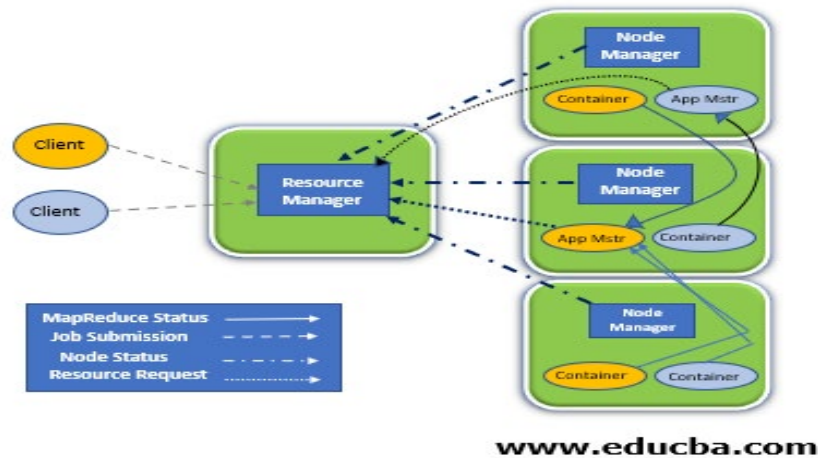 Client
Client
Resource
Manager
Node
Manager
Container
App Mstr
Node
Manager
App Mstr
Container
Node
Manager
Container
Container
MapReduce Status
Job Submission
Node Status
Resource Request
www.educba.com